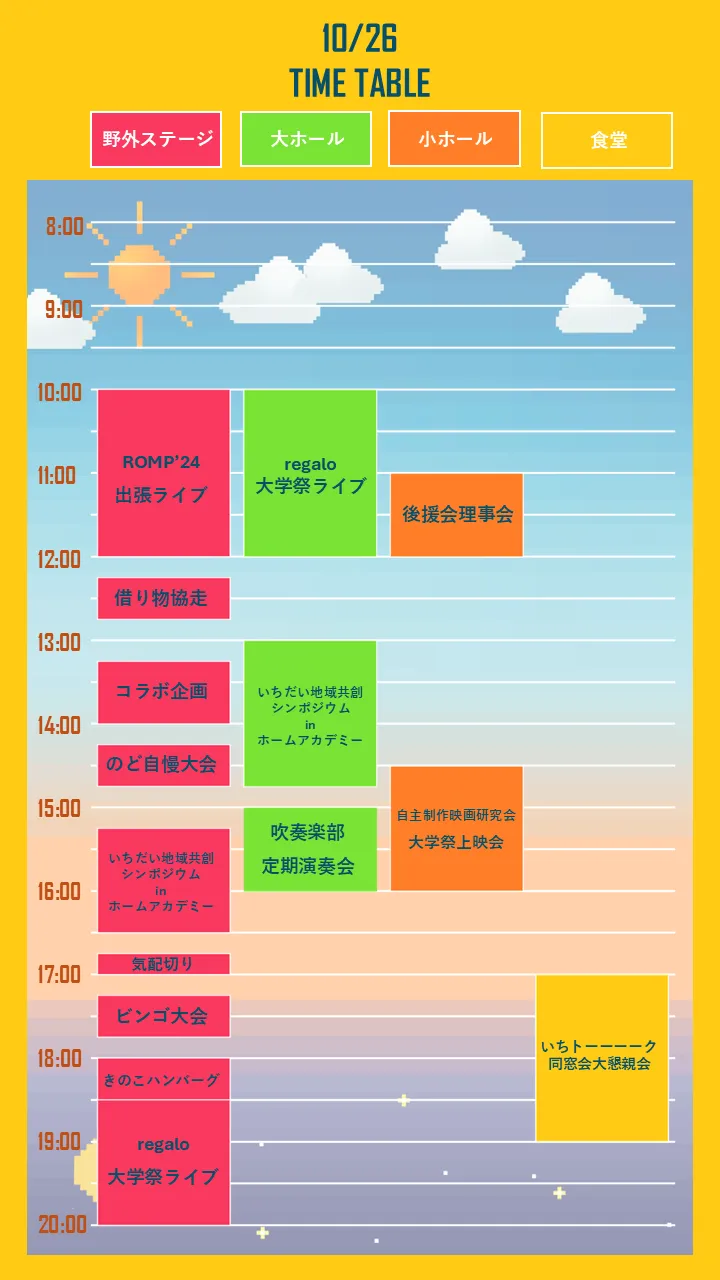 10/26
TIME TABLE
野外ステージ
大ホール
小ホール
食堂
8:00
9:00
10:00
11:00
12:00
13:00
14:00
15:00
16:00
17:00
18:00
19:00
20:00
ROMP’24
出張ライブ
借り物協走
コラボ企画
のど自慢大会
いちだい地域共創
シンポジウム
in
ホームアカデミー
気配切り
ビンゴ大会
きのこハンバーグ
regalo
大学祭ライブ
regalo
大学祭ライブ
いちだい地域共創
シンポジウム
in
ホームアカデミー
吹奏楽部
定期演奏会
後援会理事会
自主制作映画研究会
大学祭上映会
いちトーーーーク
同窓会大懇親会